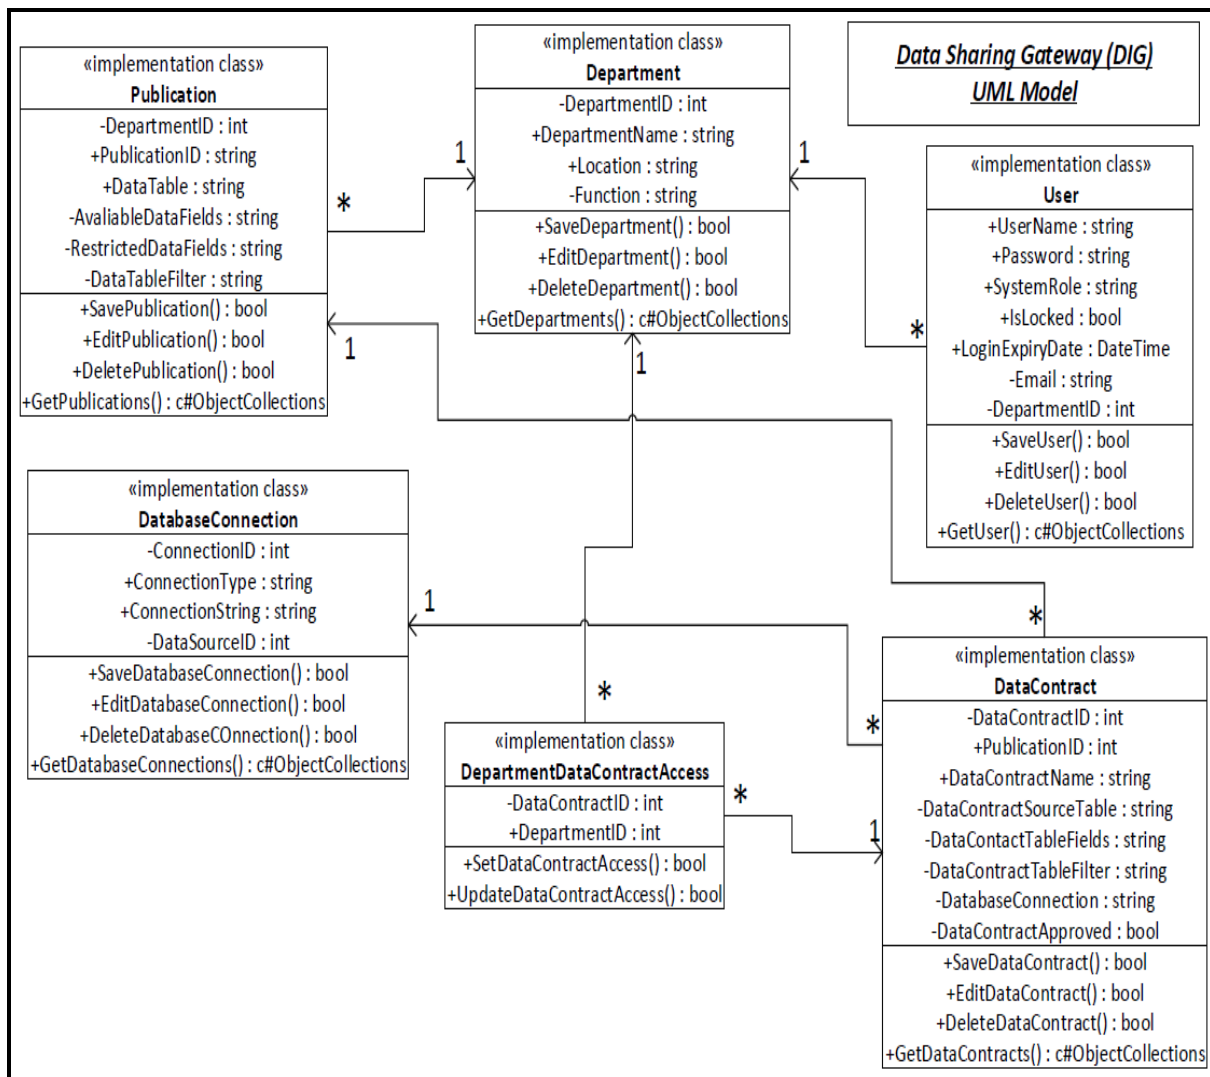 «implementation class»
Publication
-DepartmentID : int
+PublicationID : string
+DataTable : string
-AvaliableDataFields : string
-RestrictedDataFields : string
-DataTableFilter : string
+SavePublication() : bool
+EditPublication() : bool
+DeletePublication() : bool
+GetPublications() : c#ObjectCollections
«implementation class»
Department
-DepartmentID : int
+DepartmentName : string
+Location : string
-Function : string
+SaveDepartment() : bool
+EditDepartment() : bool
+DeleteDepartment() : bool
+GetDepartments() : c#ObjectCollections
Data Sharing Gateway (DIG)
UML Model
«implementation class»
User
+UserName : string
+Password : string
+SystemRole : string
+IsLocked : bool
+LoginExpiryDate : DateTime
-Email : string
-DepartmentID : int
+SaveUser() : bool
+EditUser() : bool
+DeleteUser() : bool
+GetUser() : c#ObjectCollections
*
1
1
*
1
1
«implementation class»
DatabaseConnection
-ConnectionID : int
+ConnectionType : string
+ConnectionString : string
-DataSourceID : int
+SaveDatabaseConnection() : bool
+EditDatabaseConnection() : bool
+DeleteDatabaseCOnnection() : bool
+GetDatabaseConnections() : c#ObjectCollections
1
*
*
*
«implementation class»
DepartmentDataContractAccess
-DataContractID : int
+DepartmentID : int
+SetDataContractAccess() : bool
+UpdateDataContractAccess() : bool
*
1
«implementation class»
DataContract
-DataContractID : int
+PublicationID : int
+DataContractName : string
-DataContractSourceTable : string
-DataContactTableFields : string
-DataContractTableFilter : string
-DatabaseConnection : string
-DataContractApproved : bool
+SaveDataContract() : bool
+EditDataContract() : bool
+DeleteDataContract() : bool
+GetDataContracts() : c#ObjectCollections